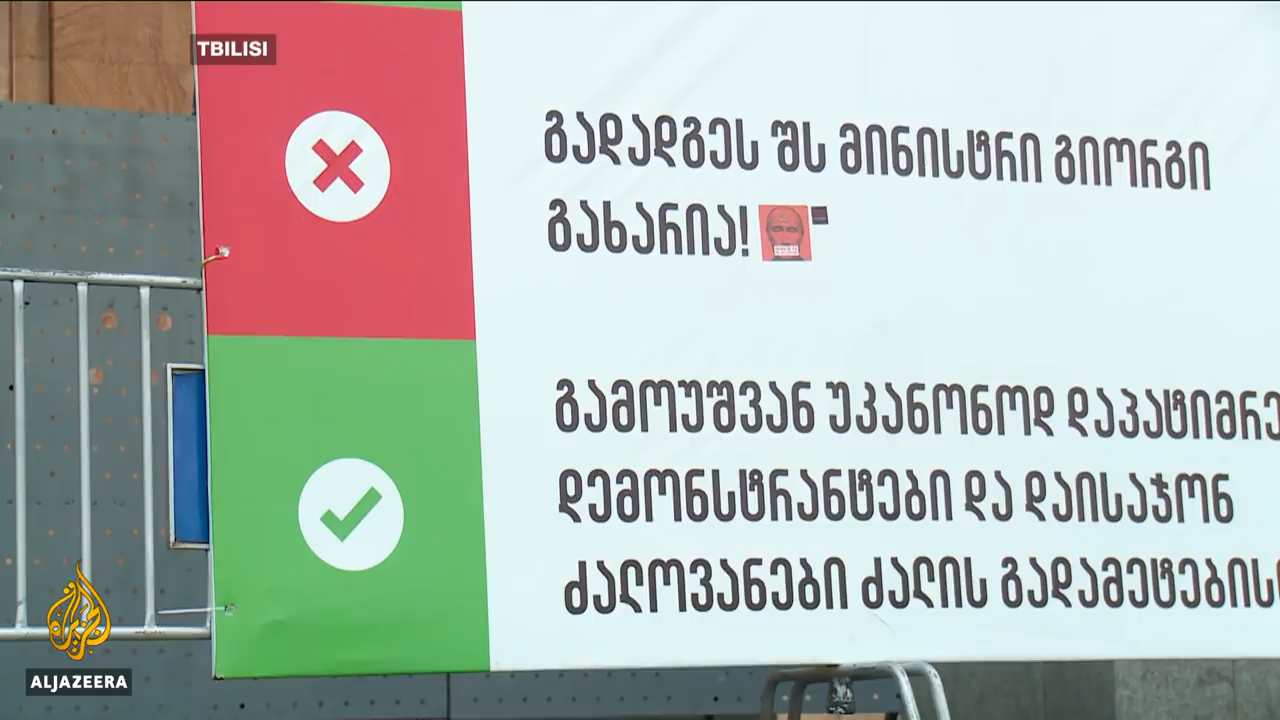 TBILISI
გადადგეს შს მინისტრი გიორგი
გახარია!
გამოუშვან უკანონოდ დაპატიმრე
დემონსტრანტები და დაისაჯონ
ძალოვანები ძალის გადამეტების
ALJAZEERA